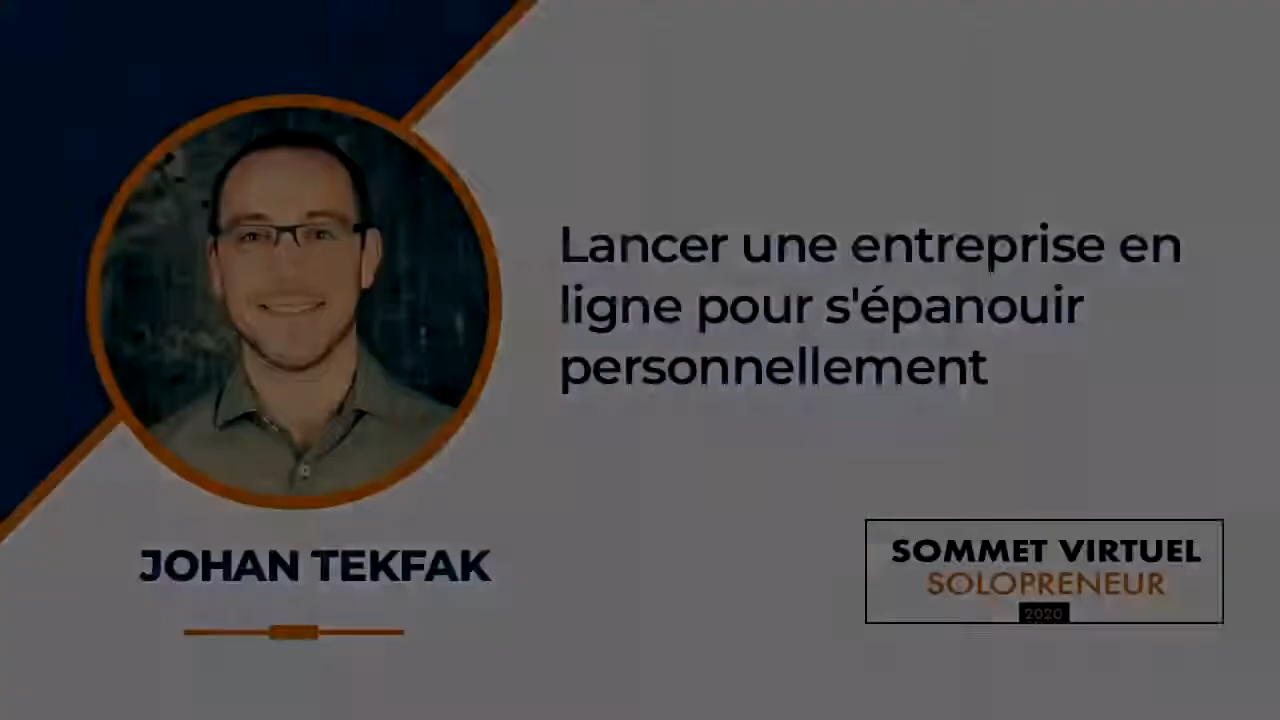 Lancer une entreprise en
ligne pour s'épanouir
personnellement
JOHAN TEKFAK
SOMMET VIRTUEL
SOLOPRENEUR
2020